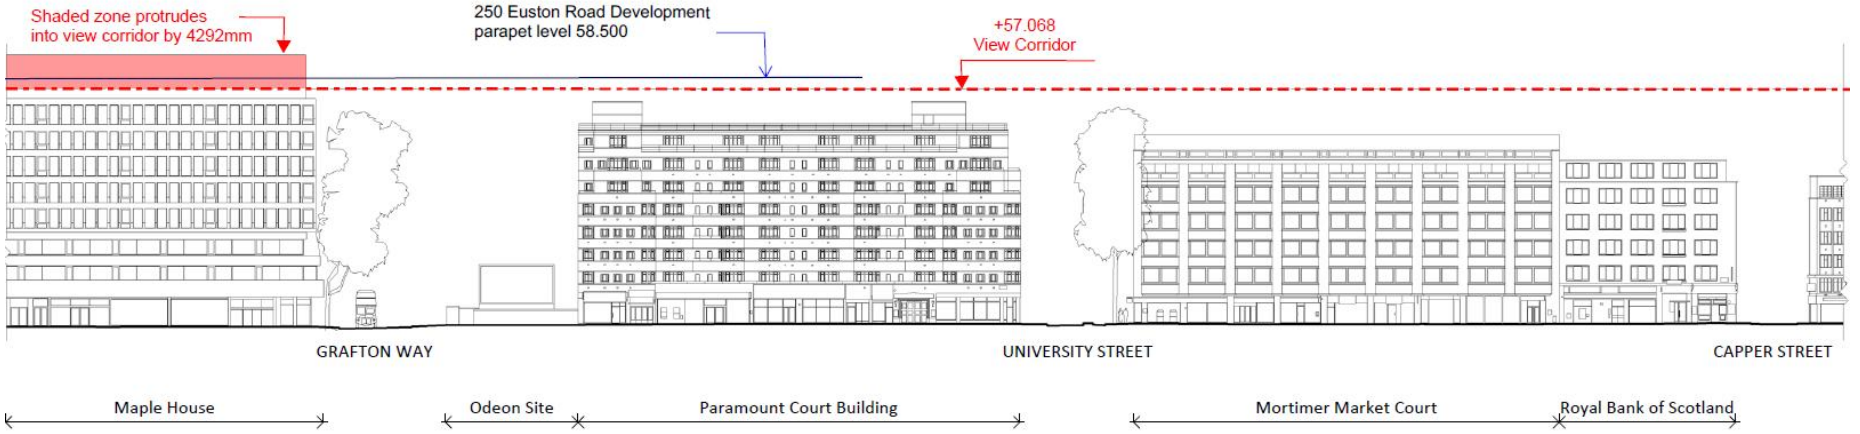 Shaded zone protrudes
into view corridor by 4292mm
250 Euston Road Development
parapet level 58.500
+57.068
View Corridor
GRAFTON WAY
UNIVERSITY STREET
CAPPER STREET
Maple House
Odeon Site
Paramount Court Building
Mortimer Market Court
Royal Bank of Scotland